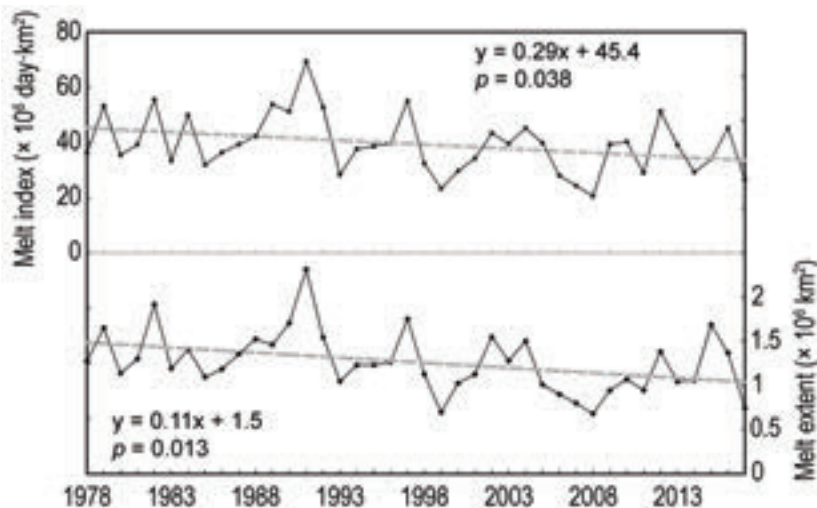 80
60
40
20
0
Melt index (× 10⁶ day·km²)
y = 0.29x + 45.4
p = 0.038
2
1.5
1
0.5
0
Melt extent (× 10⁶ km²)
y = 0.11x + 1.5
p = 0.013
1978 1983 1988 1993 1998 2003 2008 2013